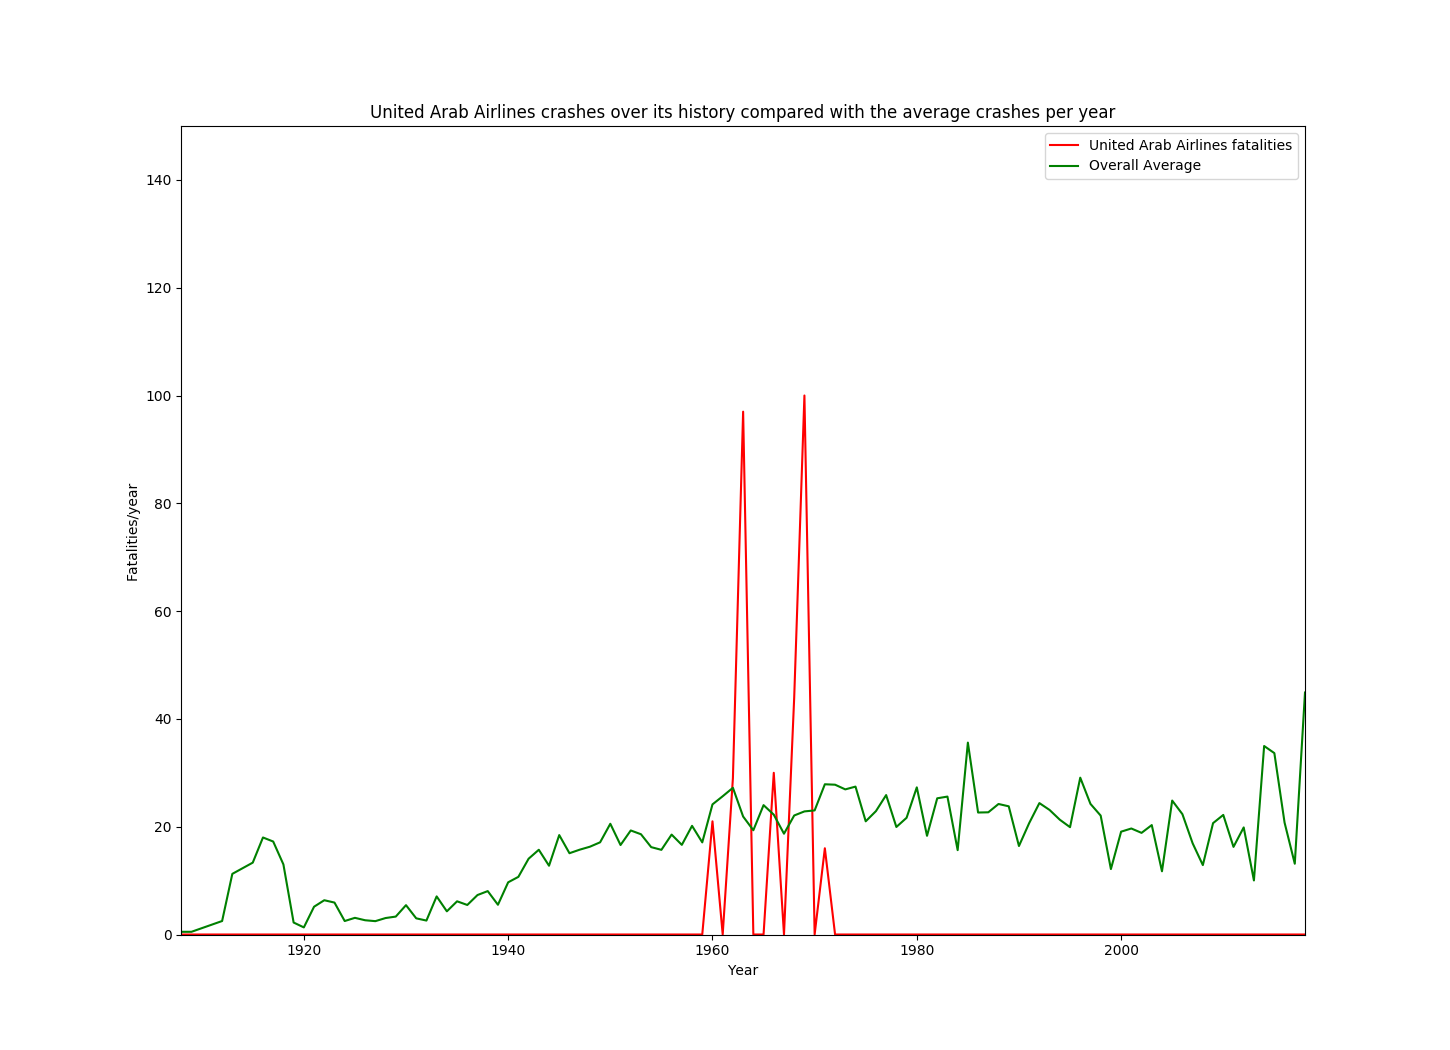 United Arab Airlines crashes over its history compared with the average crashes per year
United Arab Airlines fatalities
Overall Average
140
120
100
80
60
40
20
0
Fatalities/year
1920 1940 1960 1980 2000
Year